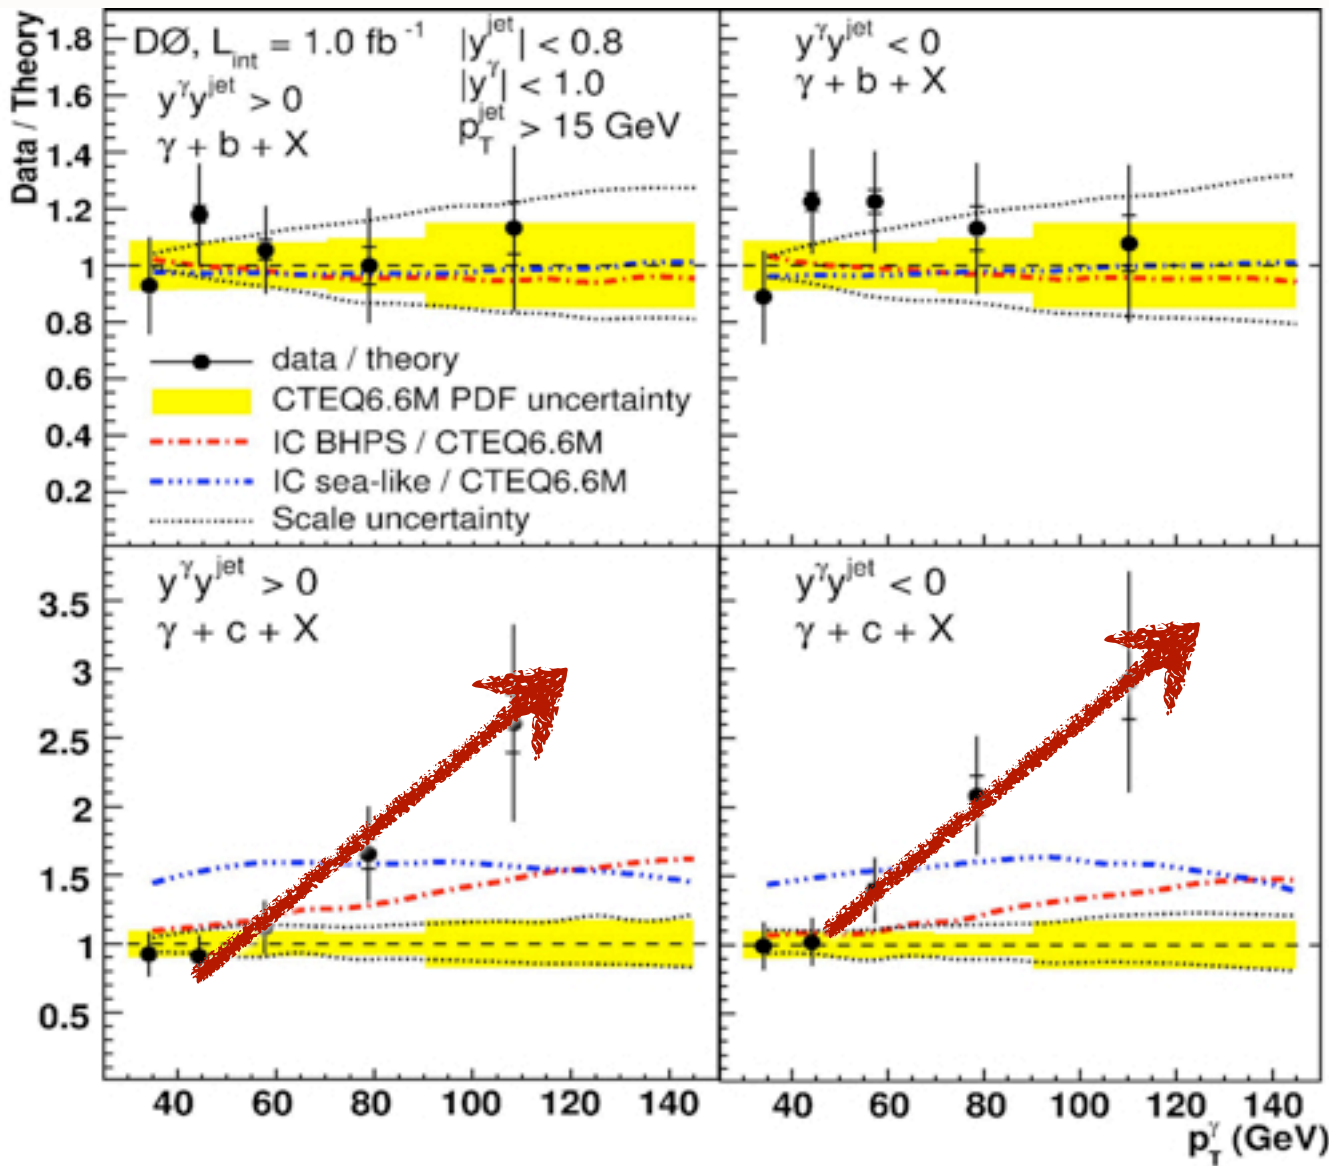 Data / Theory
DØ, L_int = 1.0 fb⁻¹
y^γ y^jet > 0
γ + b + X
|y^jet| < 0.8
|y^γ| < 1.0
p_T^jet > 15 GeV
1.8
1.6
1.4
1.2
1
0.8
0.6
0.4
0.2
data / theory
CTEQ6.6M PDF uncertainty
IC BHPS / CTEQ6.6M
IC sea-like / CTEQ6.6M
Scale uncertainty
y^γ y^jet < 0
γ + b + X
y^γ y^jet > 0
γ + c + X
3.5
3
2.5
2
1.5
1
0.5
40 60 80 100 120 140
y^γ y^jet < 0
γ + c + X
40 60 80 100 120 140
p_T^γ (GeV)